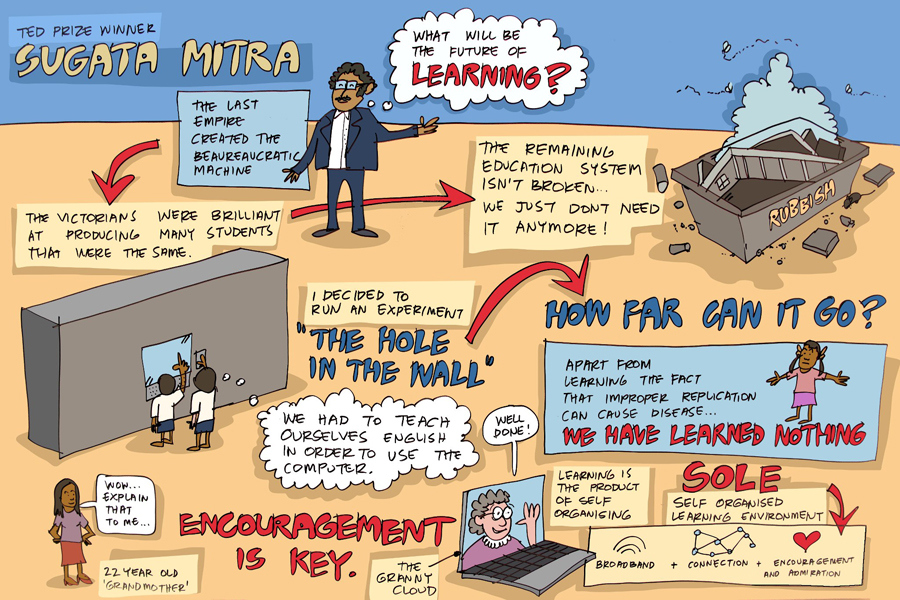 TED PRIZE WINNER
SUGATA MITRA
WHAT WILL BE
THE FUTURE OF
LEARNING?
THE LAST
EMPIRE
CREATED THE
BEAUREAUCRATIC
MACHINE
THE VICTORIANS WERE BRILLIANT
AT PRODUCING MANY STUDENTS
THAT WERE THE SAME.
THE REMAINING
EDUCATION SYSTEM
ISN'T BROKEN...
WE JUST DONT NEED
IT ANYMORE!
RUBBISH
I DECIDED TO
RUN AN EXPERIMENT
"THE HOLE
IN THE WALL"
WE HAD TO TEACH
OURSELVES ENGLISH
IN ORDER TO USE THE
COMPUTER.
HOW FAR CAN IT GO?
APART FROM
LEARNING THE FACT
THAT IMPROPER REPLICATION
CAN CAUSE DISEASE...
WE HAVE LEARNED NOTHING
WOW...
EXPLAIN
THAT
TO ME...
22 YEAR OLD
'GRANDMOTHER'
ENCOURAGEMENT
IS KEY.
WELL
DONE!
THE
GRANNY
CLOUD
LEARNING IS
THE PRODUCT
OF SELF
ORGANISING
SOLE
SELF ORGANISED
LEARNING ENVIRONMENT
BROADBAND + CONNECTION + ENCOURAGEMENT
AND ADMIRATION